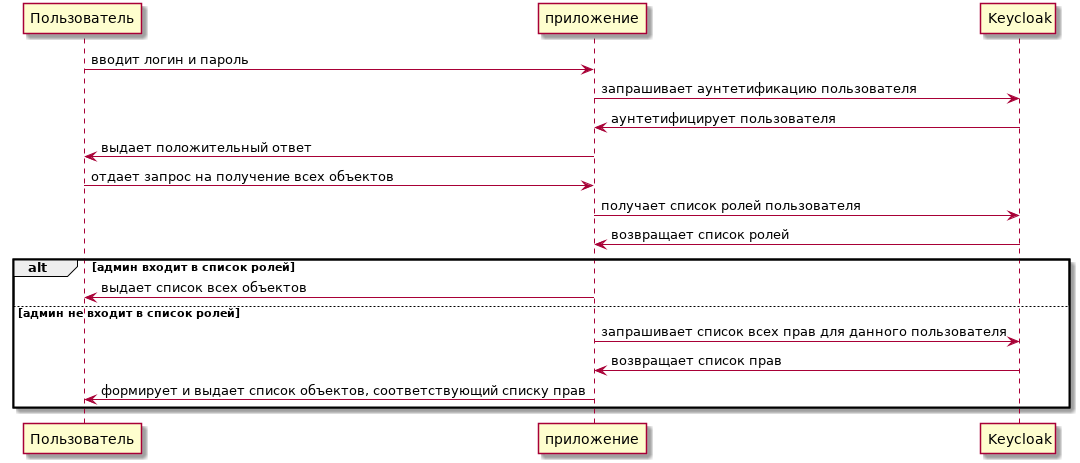 Пользователь приложение Keycloak
вводит логин и пароль
запрашивает аунтетификацию пользователя
аунтетифицирует пользователя
выдает положительный ответ
отдает запрос на получение всех объектов
получает список ролей пользователя
возвращает список ролей
alt [админ входит в список ролей]
выдает список всех объектов
[админ не входит в список ролей]
запрашивает список всех прав для данного пользователя
возвращает список прав
формирует и выдает список объектов, соответствующий списку прав
Пользователь приложение Keycloak